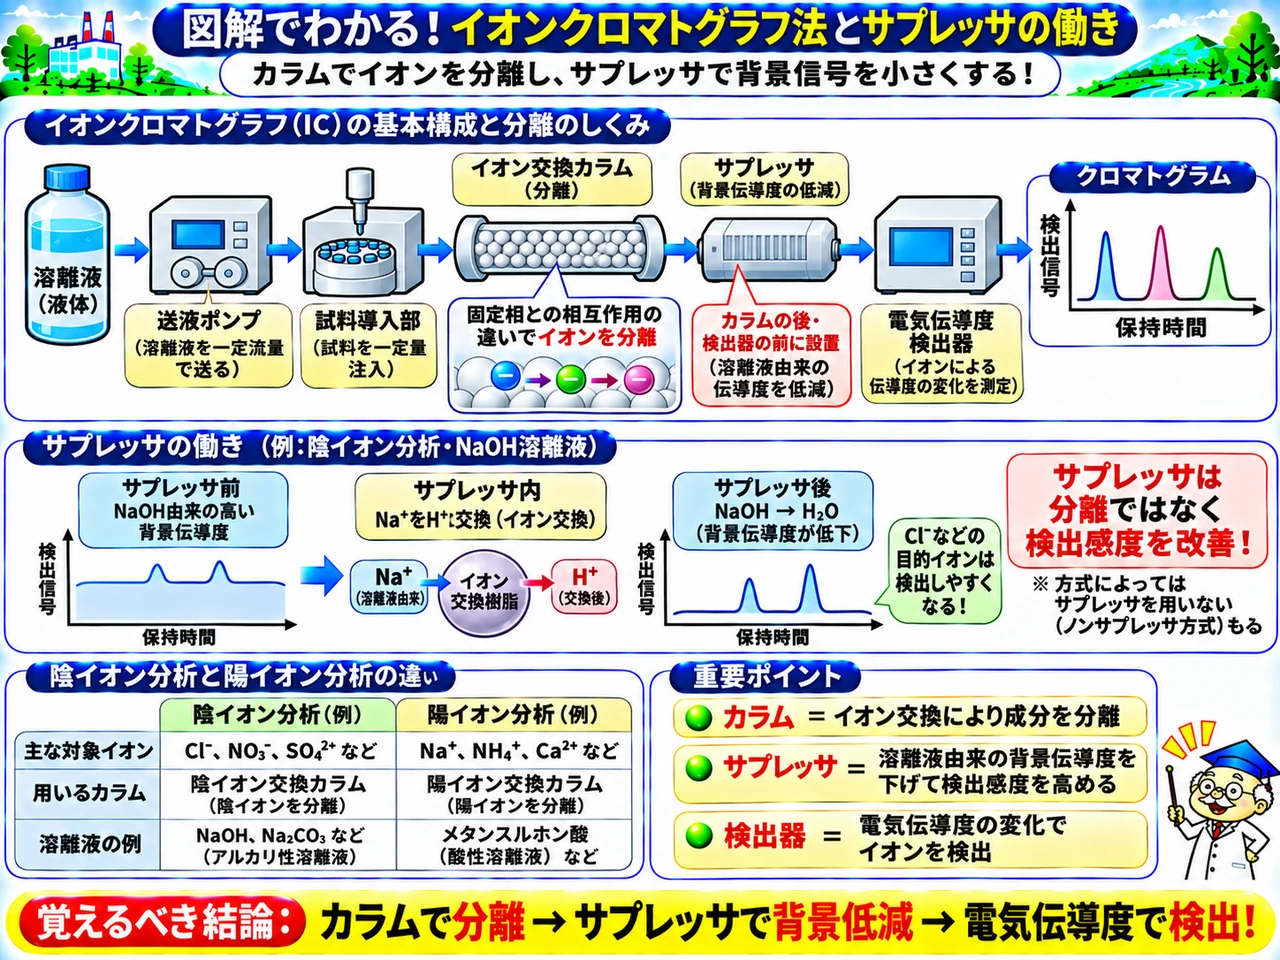 図解でわかる！イオンクロマトグラフ法とサプレッサの働き
カラムでイオンを分離し、サプレッサで背景信号を小さくする！
イオンクロマトグラフ(IC)の基本構成と分離のしくみ
溶離液
(液体)
送液ポンプ
(溶離液を一定流量
で送る)
試料導入部
(試料を一定量
注入)
イオン交換カラム
(分離)
固定相との相互作用の
違いでイオンを分離
サプレッサ
(背景伝導度の低減)
カラムの後・
検出器の前に設置
(溶離液由来の
伝導度を低減)
電気伝導度
検出器
(イオンによる
伝導度の変化を測定)
クロマトグラム
検出信号
保持時間
サプレッサの働き (例:陰イオン分析・NaOH溶離液)
サプレッサ前
NaOH由来の高い
背景伝導度
検出信号
保持時間
サプレッサ内
Na⁺をH⁺に交換(イオン交換)
Na⁺
(溶離液由来)
イオン
交換樹脂
H⁺
(交換後)
サプレッサ後
NaOH → H₂O
(背景伝導度が低下)
検出信号
保持時間
Cl⁻などの
目的イオンは
検出しやすく
なる！
サプレッサは
分離ではなく
検出感度を改善！
※ 方式によっては
サプレッサを用いない
(ノンサプレッサ方式)もる
陰イオン分析と陽イオン分析の違い
陰イオン分析(例)
陽イオン分析(例)
主な対象イオン
Cl⁻、NO₃⁻、SO₄²⁺ など
Na⁺、NH₄⁺、Ca²⁺ など
用いるカラム
陰イオン交換カラム
(陰イオンを分離)
陽イオン交換カラム
(陽イオンを分離)
溶離液の例
NaOH、Na₂CO₃ など
(アルカリ性溶離液)
メタンスルホン酸
(酸性溶離液) など
重要ポイント
カラム = イオン交換により成分を分離
サプレッサ = 溶離液由来の背景伝導度を
下げて検出感度を高める
検出器 = 電気伝導度の変化で
イオンを検出
覚えるべき結論: カラムで分離 → サプレッサで背景低減 → 電気伝導度で検出！